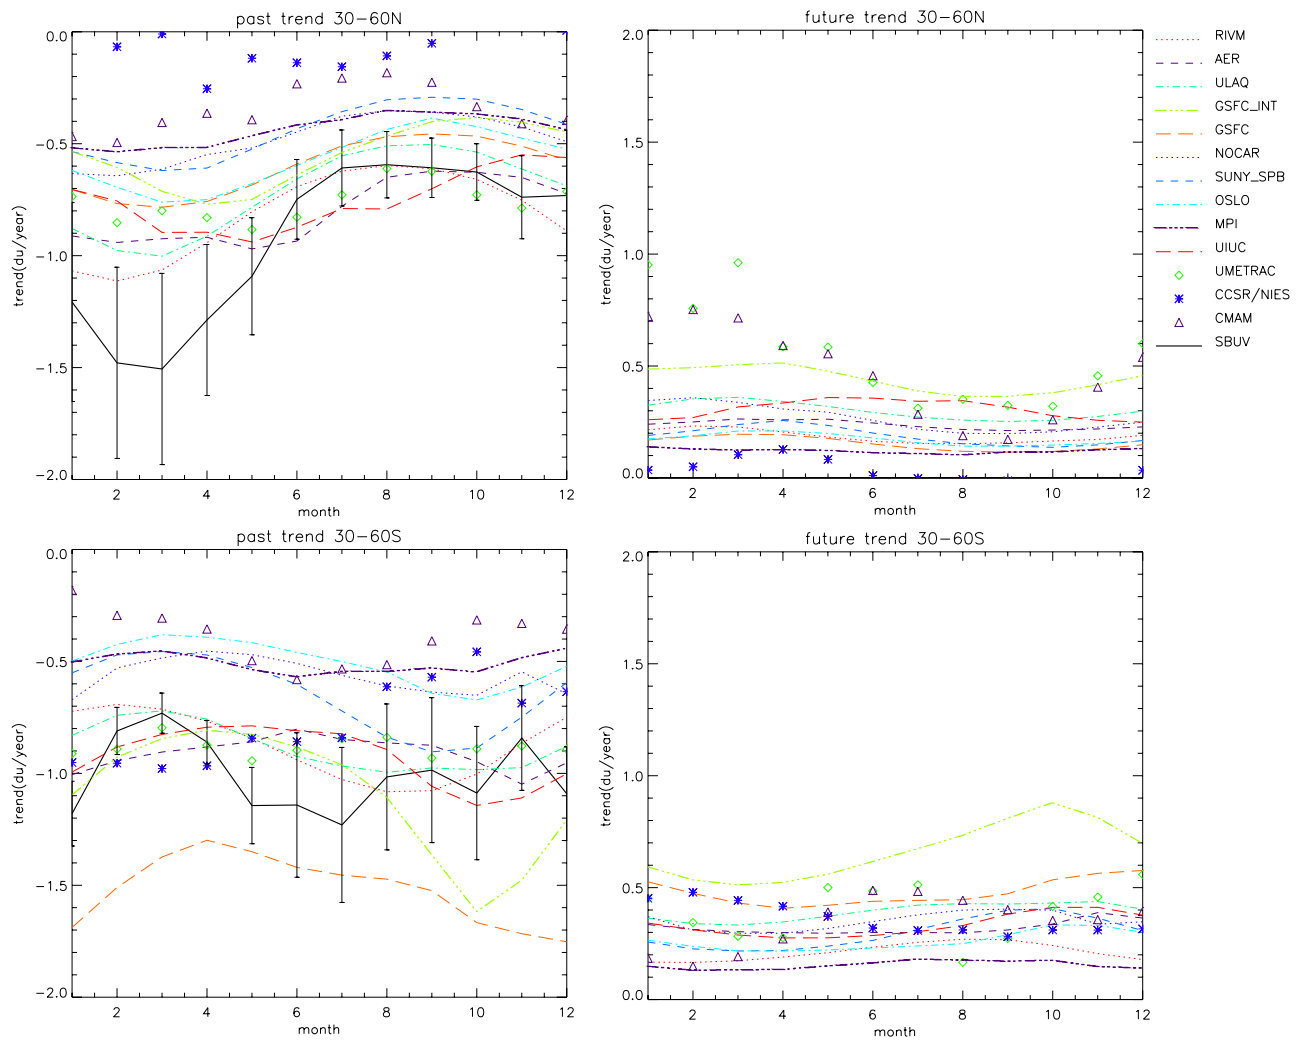 past trend 30-60N
0.0
-0.5
-1.0
-1.5
-2.0
trend(du/year)
2 4 6 8 10 12
month
future trend 30-60N
2.0
1.5
1.0
0.5
0.0
trend(du/year)
2 4 6 8 10 12
month
RIVM
AER
ULAQ
GSFC_INT
GSFC
NOCAR
SUNY_SPB
OSLO
MPI
UIUC
UMETRAC
CCSR/NIES
CMAM
SBUV
past trend 30-60S
0.0
-0.5
-1.0
-1.5
-2.0
trend(du/year)
2 4 6 8 10 12
month
future trend 30-60S
2.0
1.5
1.0
0.5
0.0
trend(du/year)
2 4 6 8 10 12
month